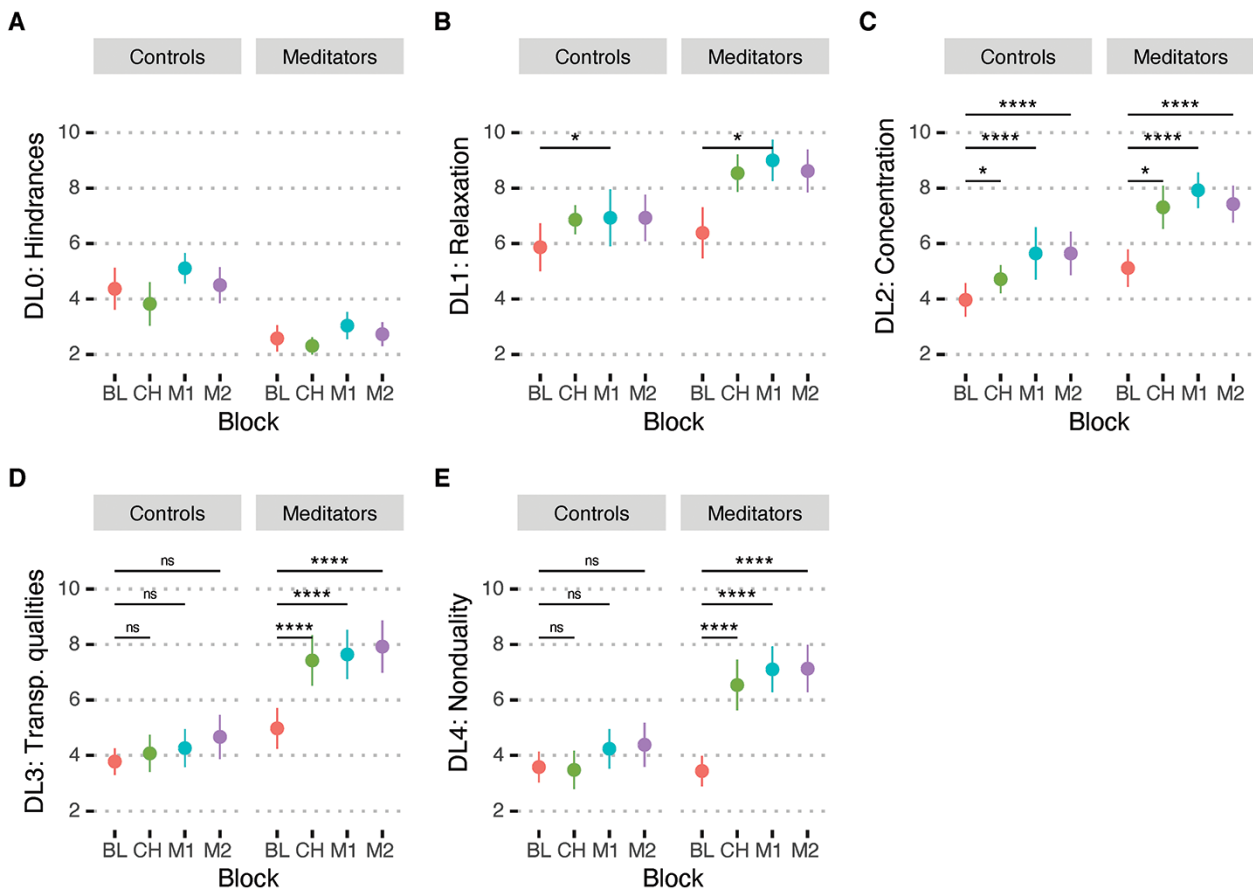 A
Controls Meditators
10
8
6
4
2
DL0: Hindrances
BL CH M1 M2 BL CH M1 M2
Block
B
Controls Meditators
* *
10
8
6
4
2
DL1: Relaxation
BL CH M1 M2 BL CH M1 M2
Block
C
Controls Meditators
**** ****
**** ****
* *
10
8
6
4
2
DL2: Concentration
BL CH M1 M2 BL CH M1 M2
Block
D
Controls Meditators
ns ****
ns ****
ns ****
10
8
6
4
2
DL3: Transp. qualities
BL CH M1 M2 BL CH M1 M2
Block
E
Controls Meditators
ns ****
ns ****
ns ****
10
8
6
4
2
DL4: Nonduality
BL CH M1 M2 BL CH M1 M2
Block